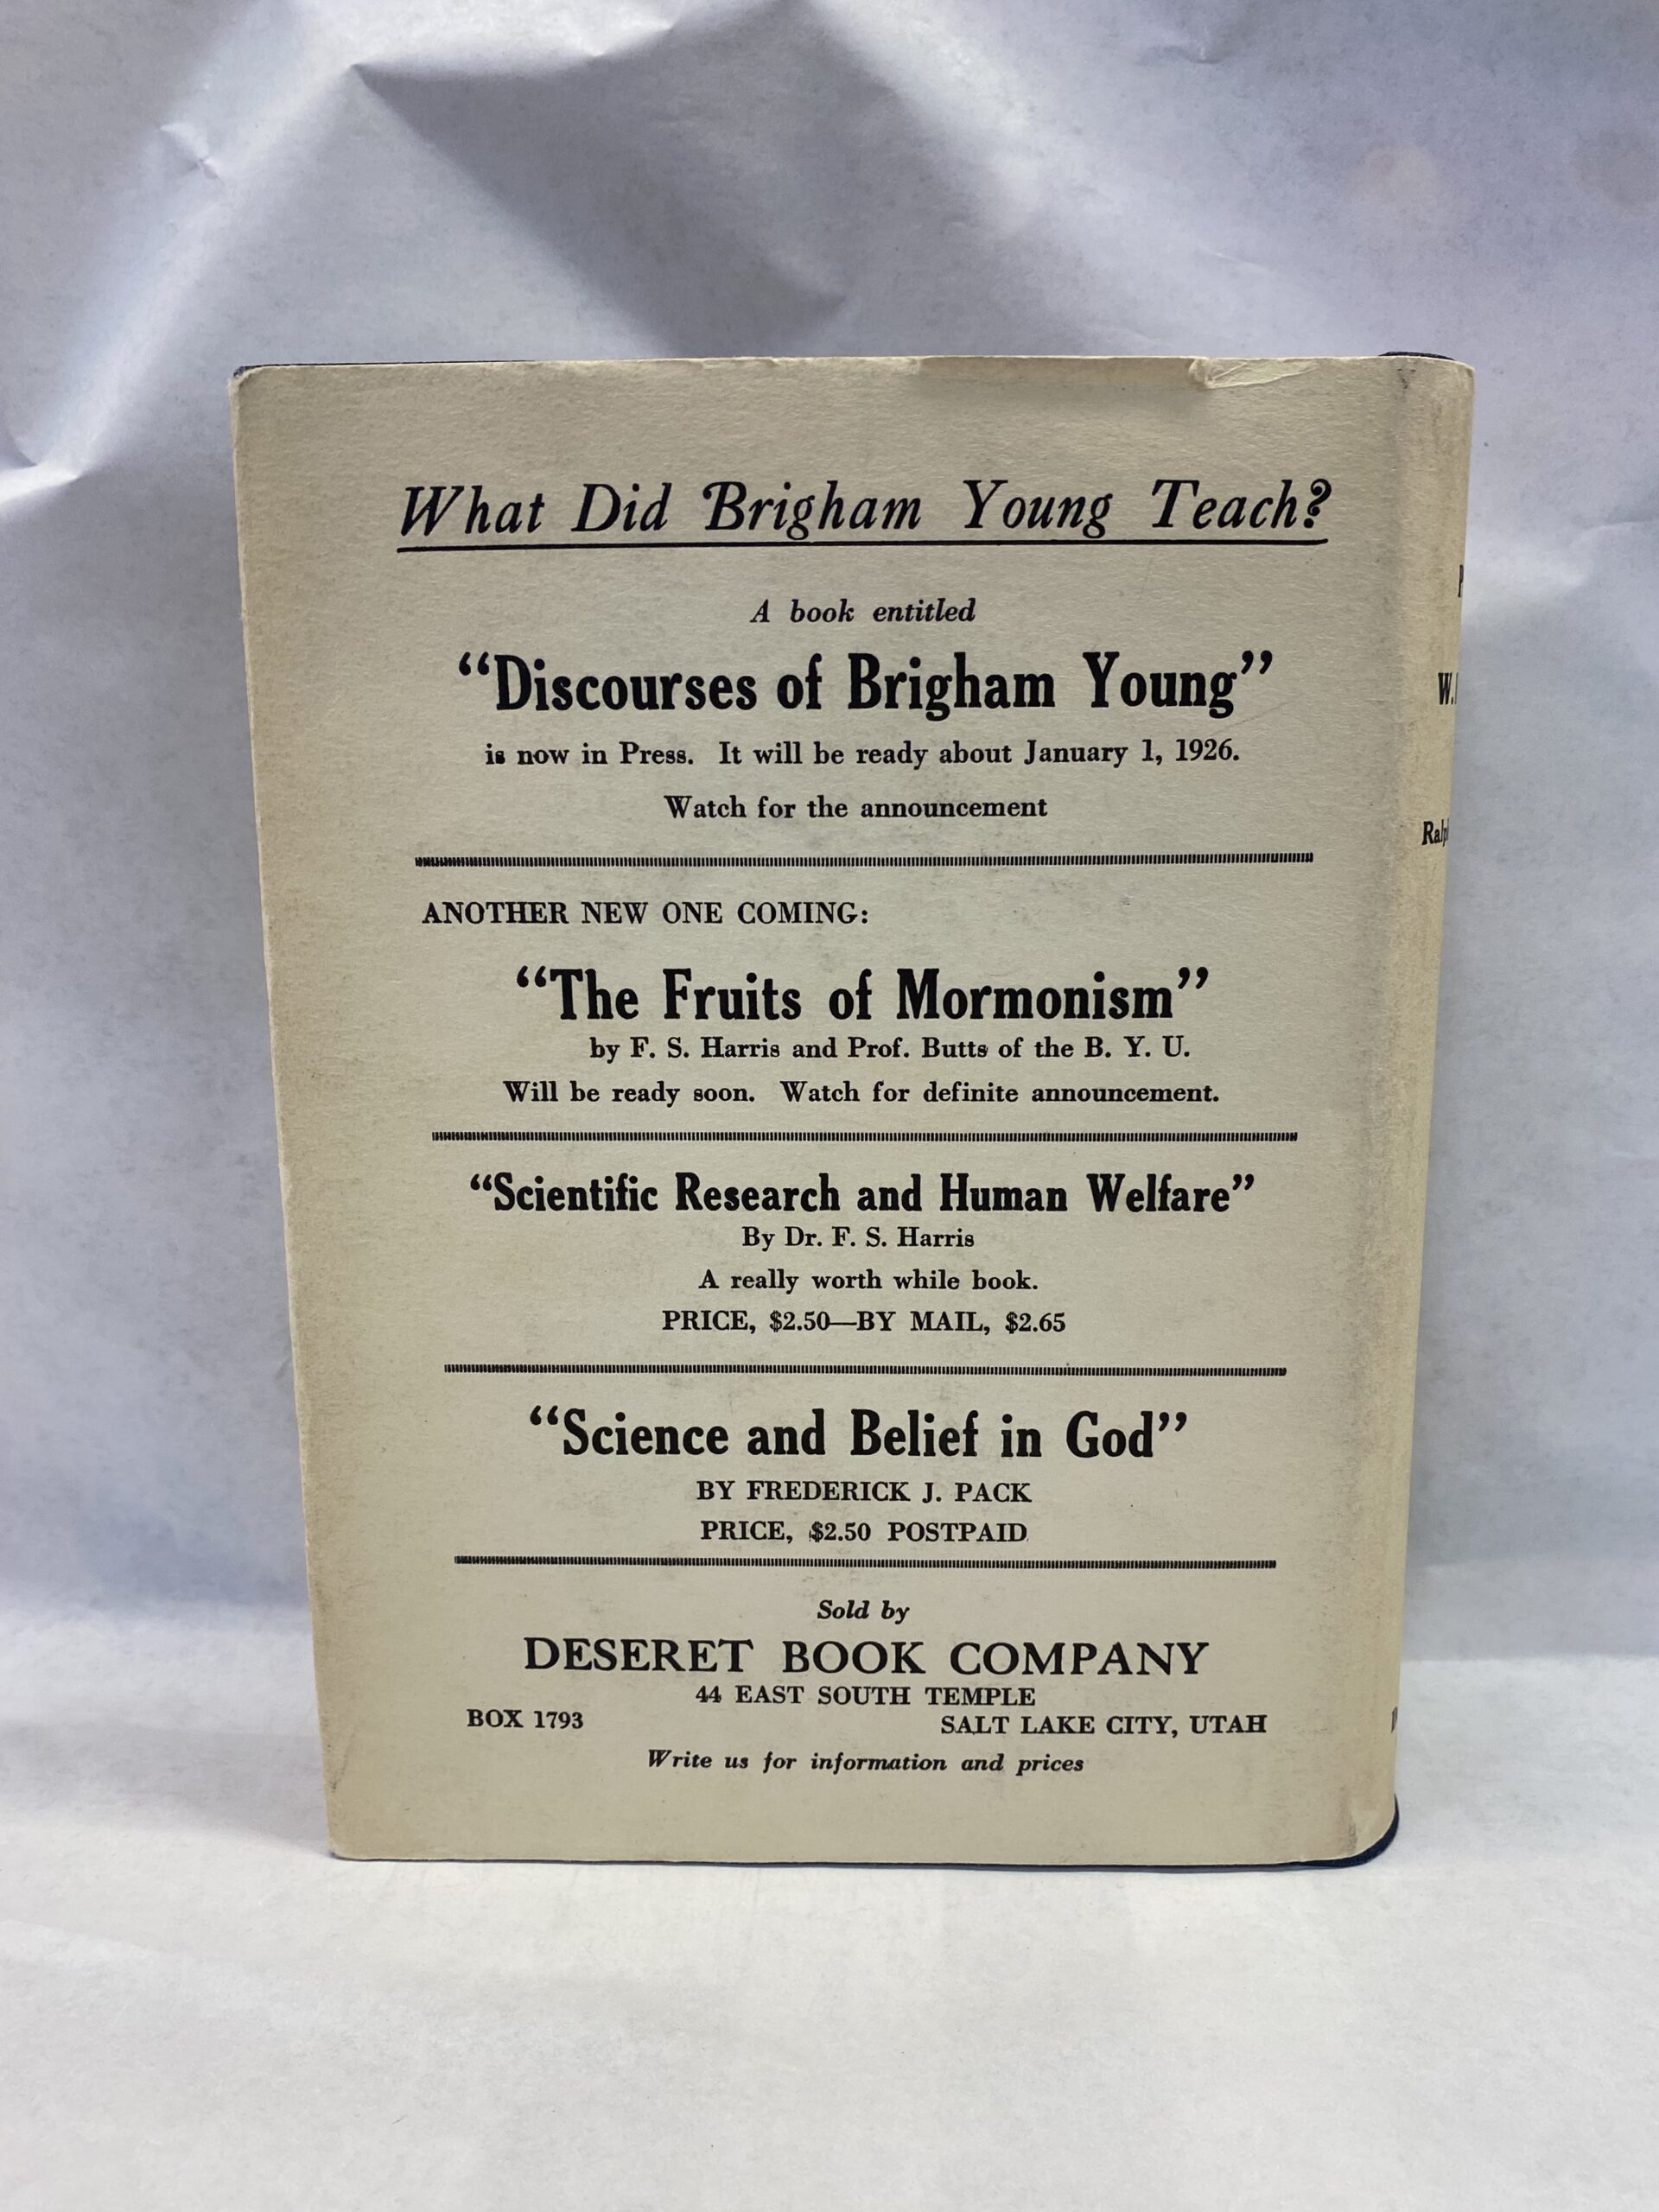 What Did Brigham Young Teach?
A book entitled
“Discourses of Brigham Young”
is now in Press. It will be ready about January 1, 1926.
Watch for the announcement
ANOTHER NEW ONE COMING:
“The Fruits of Mormonism”
by F. S. Harris and Prof. Butts of the B. Y. U.
Will be ready soon. Watch for definite announcement.
“Scientific Research and Human Welfare”
By Dr. F. S. Harris
A really worth while book.
PRICE, $2.50—BY MAIL, $2.65
“Science and Belief in God”
BY FREDERICK J. PACK
PRICE, $2.50 POSTPAID
Sold by
DESERET BOOK COMPANY
44 EAST SOUTH TEMPLE
BOX 1793 SALT LAKE CITY, UTAH
Write us for information and prices
W.